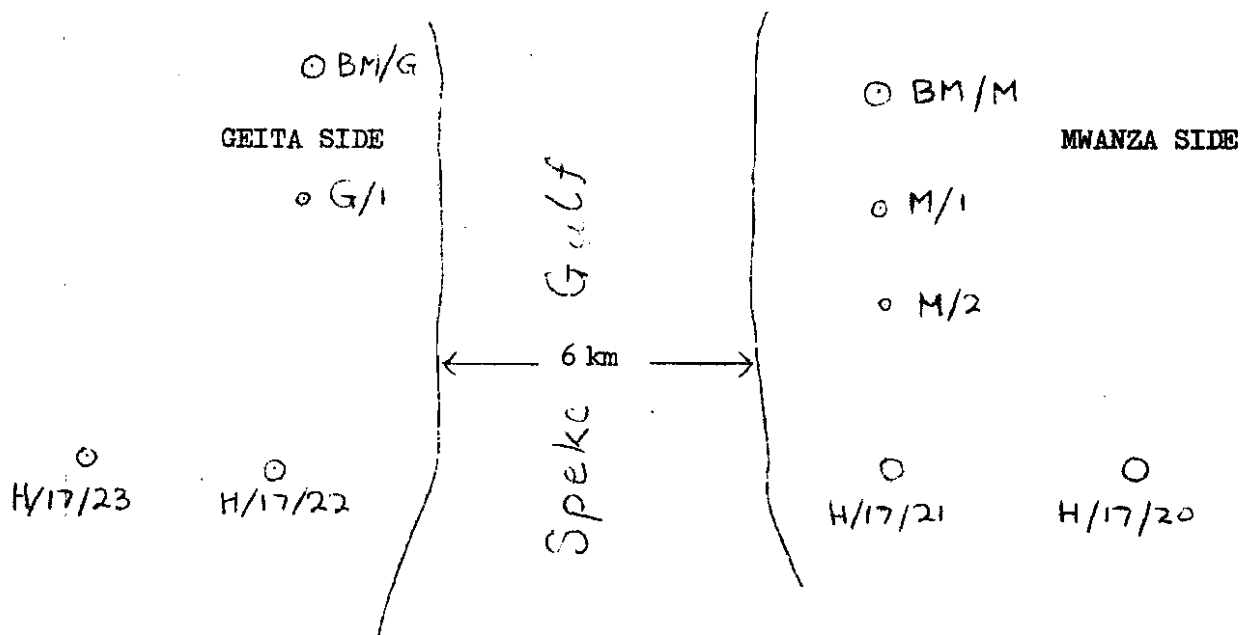 BM/G
BM/M
GEITA SIDE
MWANZA SIDE
G/1
M/1
M/2
6 km
Speke Gulf
H/17/23
H/17/22
H/17/21
H/17/20